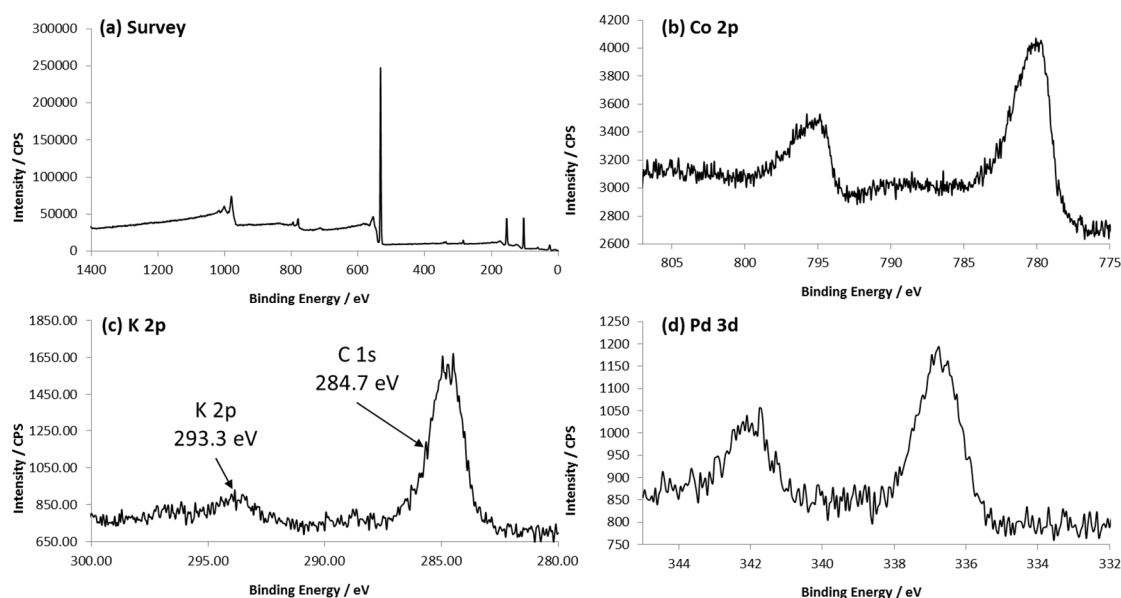 (a) Survey
300000
250000
200000
150000
100000
50000
0
1400 1200 1000 800 600 400 200 0
Intensity / CPS
Binding Energy / eV
(b) Co 2p
4200
4000
3800
3600
3400
3200
3000
2800
2600
805 800 795 790 785 780 775
Intensity / CPS
Binding Energy / eV
(c) K 2p
1850.00
1650.00
1450.00
1250.00
1050.00
850.00
650.00
300.00 295.00 290.00 285.00 280.00
C 1s
284.7 eV
K 2p
293.3 eV
Intensity / CPS
Binding Energy / eV
(d) Pd 3d
1250
1200
1150
1100
1050
1000
950
900
850
800
750
344 342 340 338 336 334 332
Intensity / CPS
Binding Energy / eV